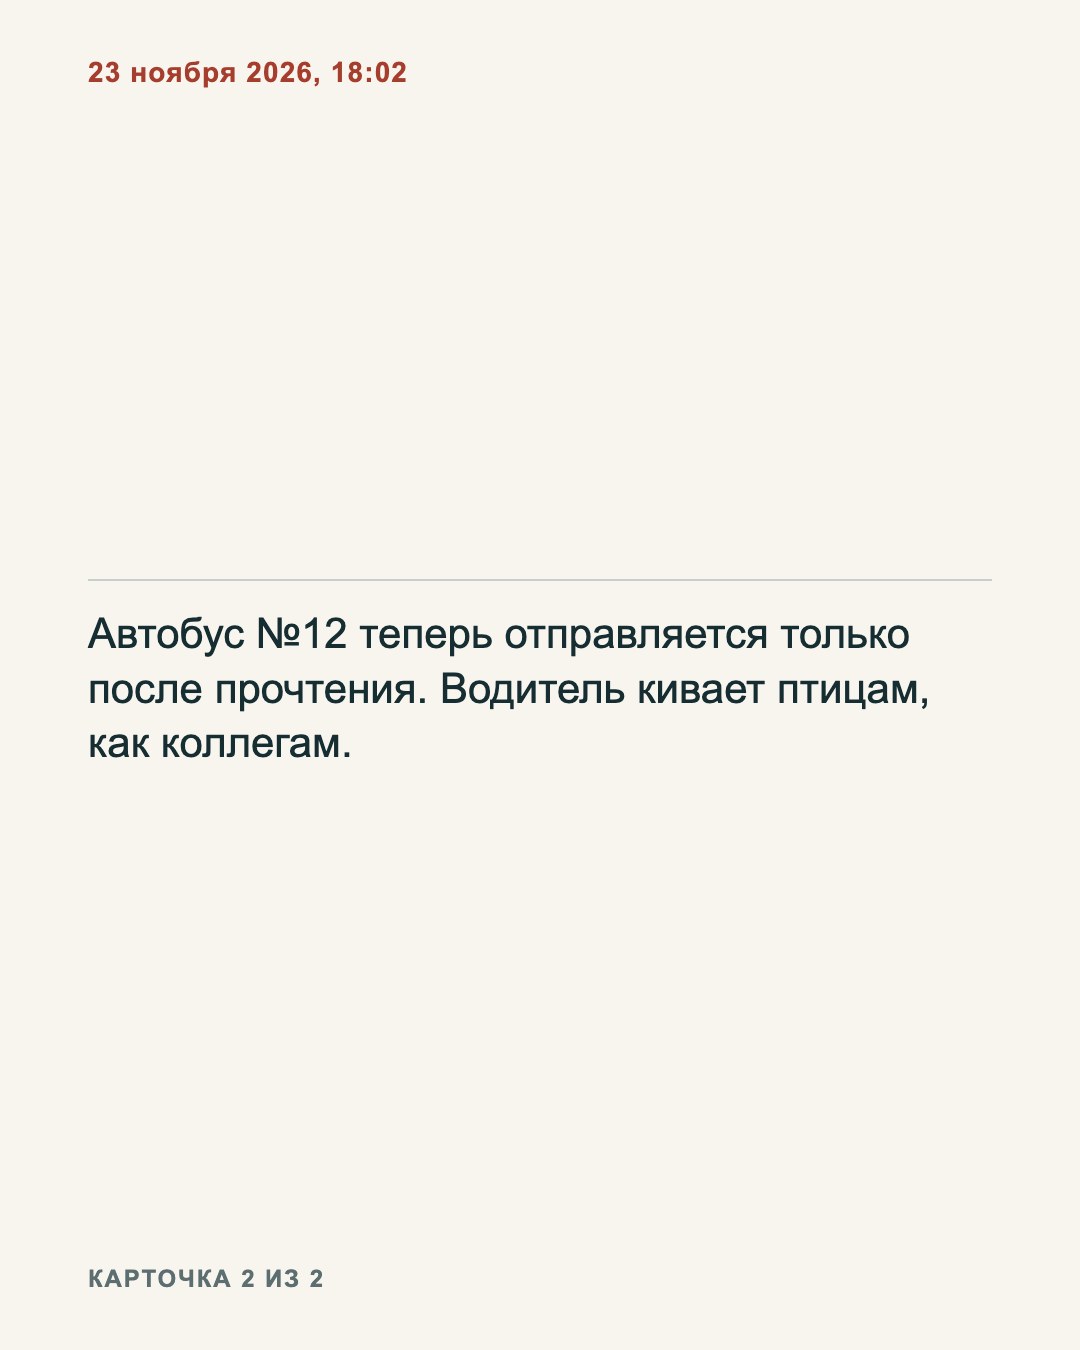 23 ноября 2026, 18:02
Автобус №12 теперь отправляется только
после прочтения. Водитель кивает птицам,
как коллегам.
КАРТОЧКА 2 ИЗ 2